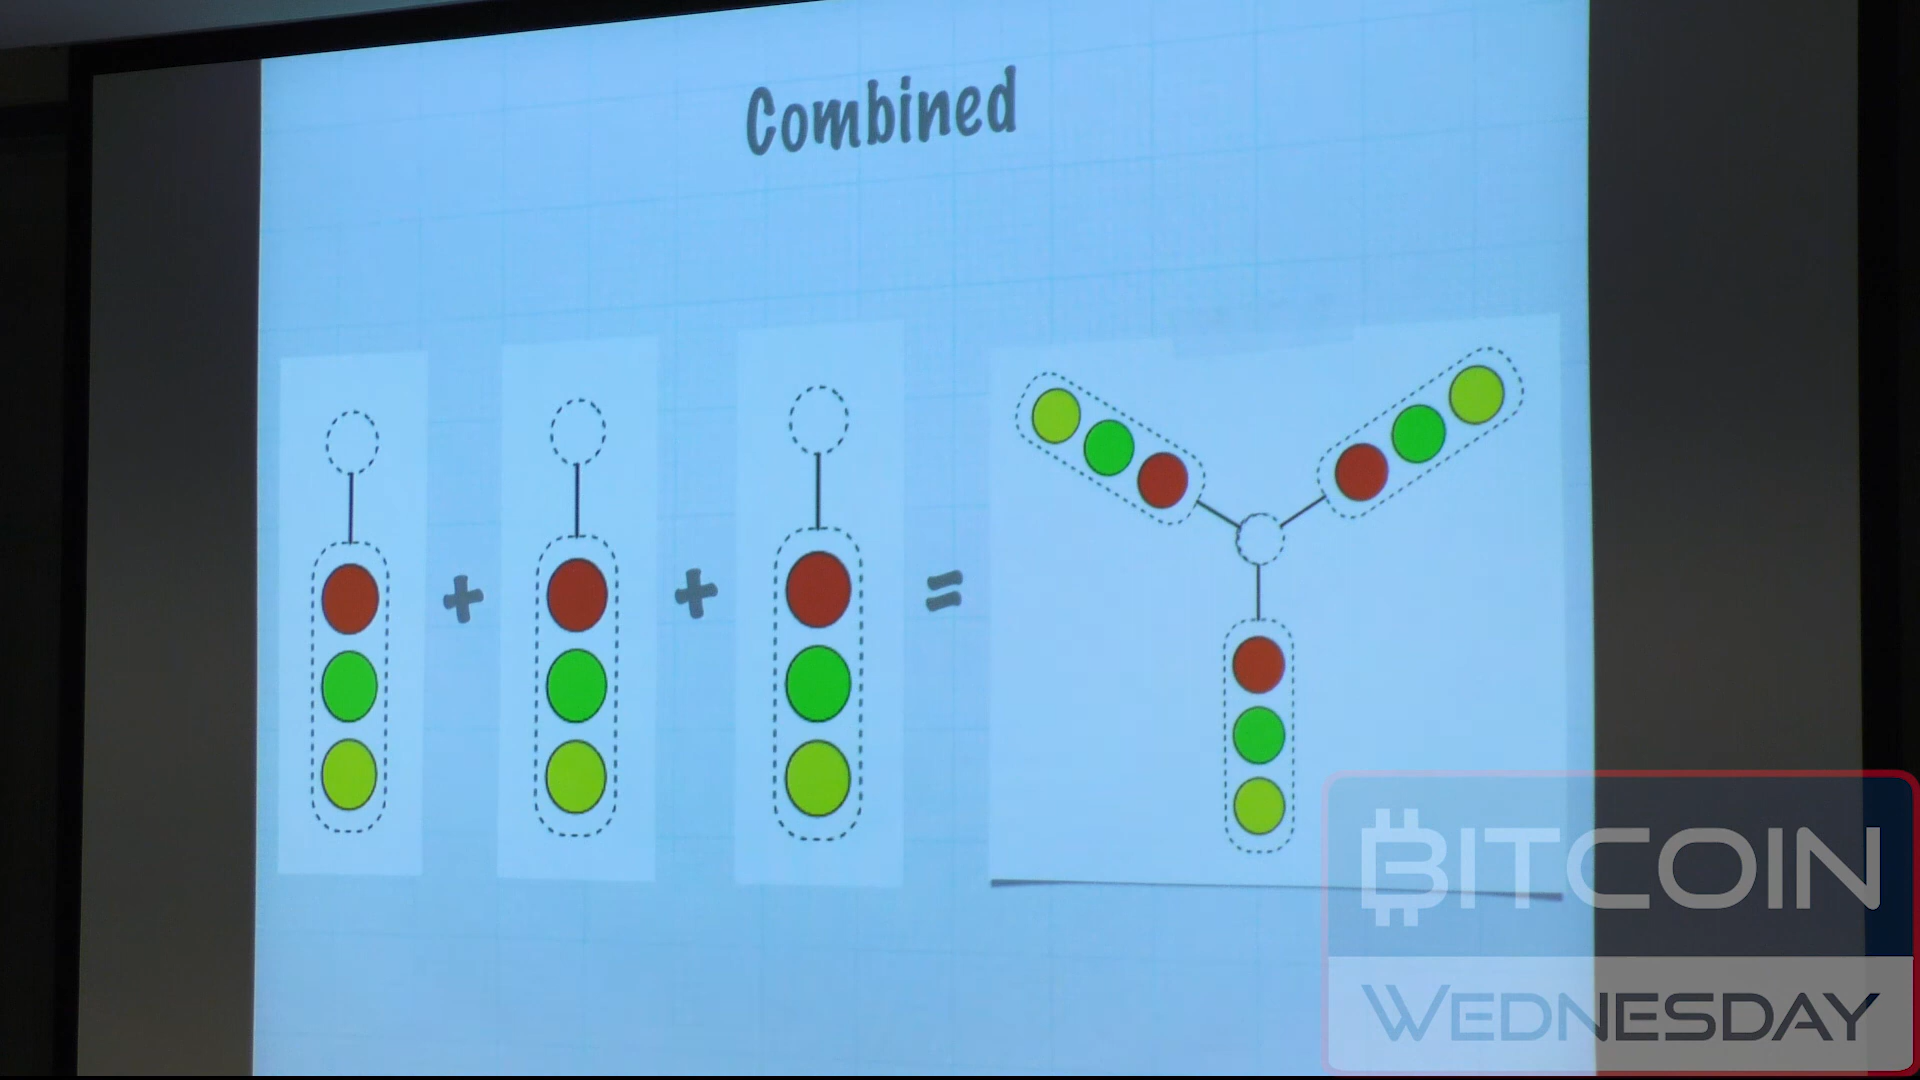 Combined
+ + =
BITCOIN
WEDNESDAY